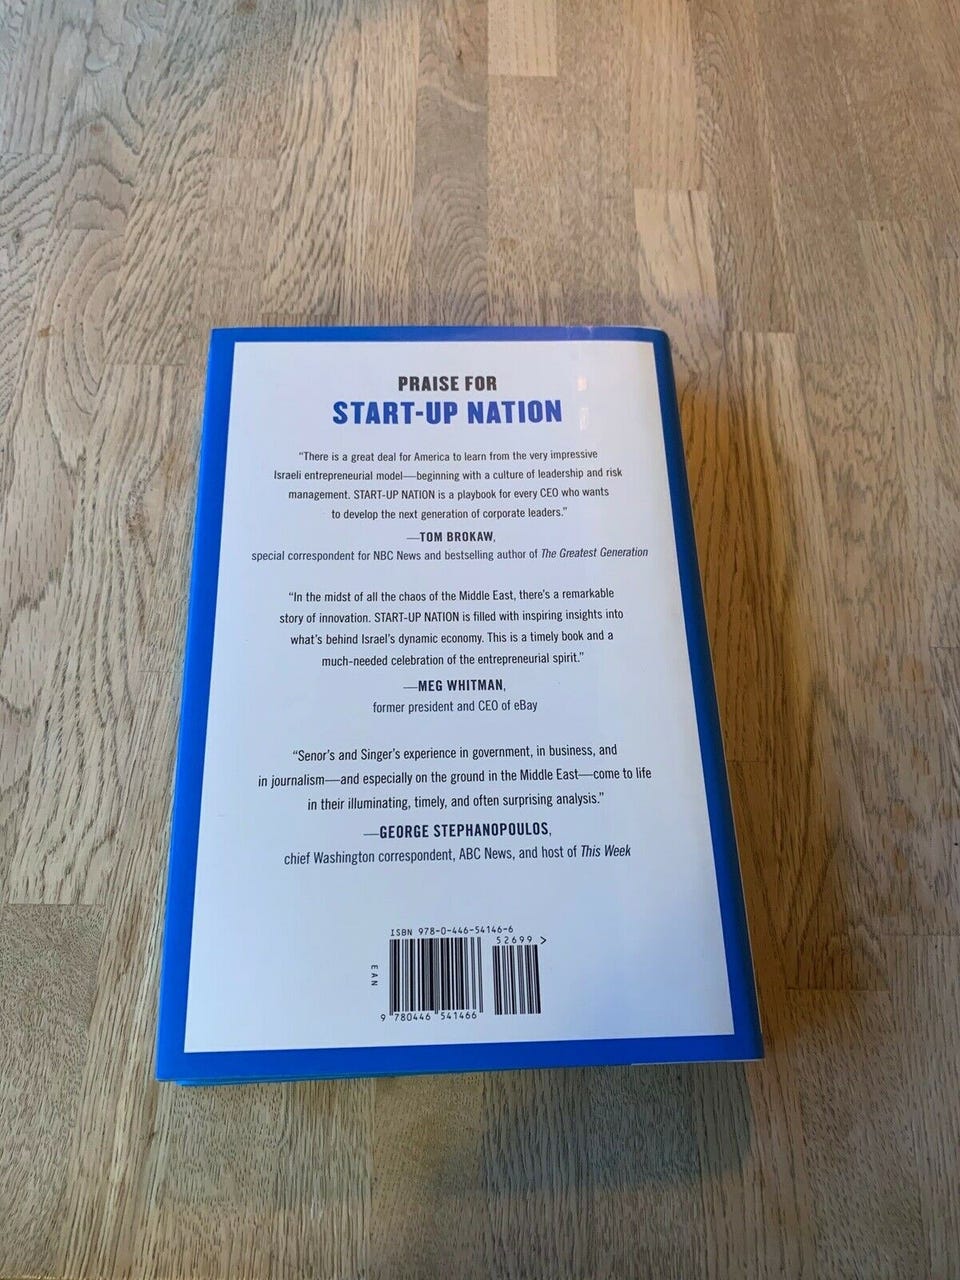 PRAISE FOR
START-UP NATION
“There is a great deal for America to learn from the very impressive
Israeli entrepreneurial model—beginning with a culture of leadership and risk
management. START-UP NATION is a playbook for every CEO who wants
to develop the next generation of corporate leaders.”
—TOM BROKAW,
special correspondent for NBC News and bestselling author of The Greatest Generation
“In the midst of all the chaos of the Middle East, there’s a remarkable
story of innovation. START-UP NATION is filled with inspiring insights into
what’s behind Israel’s dynamic economy. This is a timely book and a
much-needed celebration of the entrepreneurial spirit.”
—MEG WHITMAN,
former president and CEO of eBay
“Senor’s and Singer’s experience in government, in business, and
in journalism—and especially on the ground in the Middle East—come to life
in their illuminating, timely, and often surprising analysis.”
—GEORGE STEPHANOPOULOS,
chief Washington correspondent, ABC News, and host of This Week
ISBN 978-0-446-54146-6
52699 >
EAN
9 780446 541466